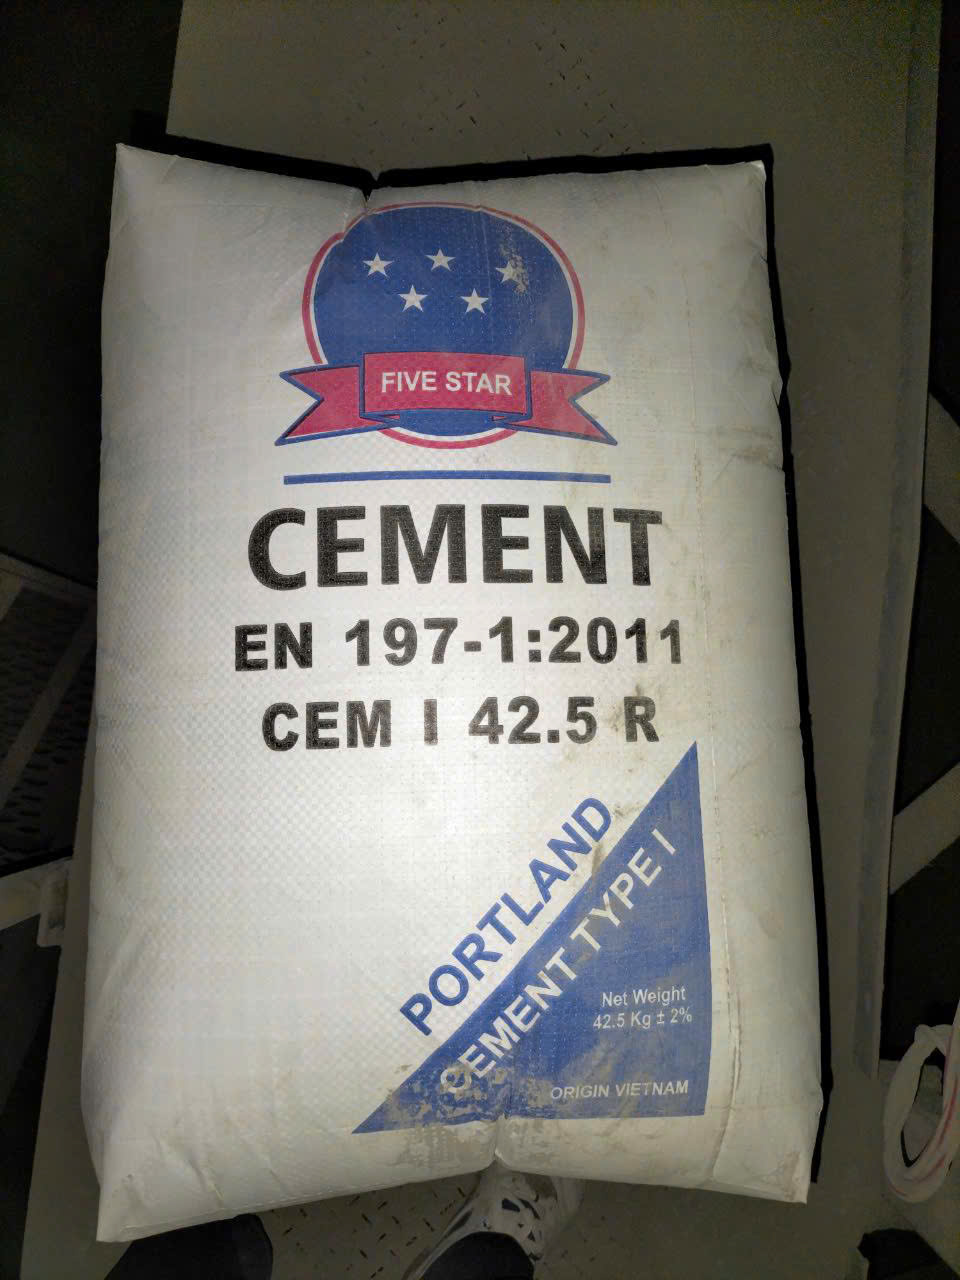 FIVE STAR
CEMENT
EN 197-1:2011
CEM I 42.5 R
PORTLAND
CEMENT TYPE I
Net Weight
42.5 Kg ± 2%
ORIGIN VIETNAM